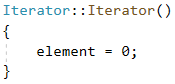 Iterator::Iterator()
{
    element = 0;
}